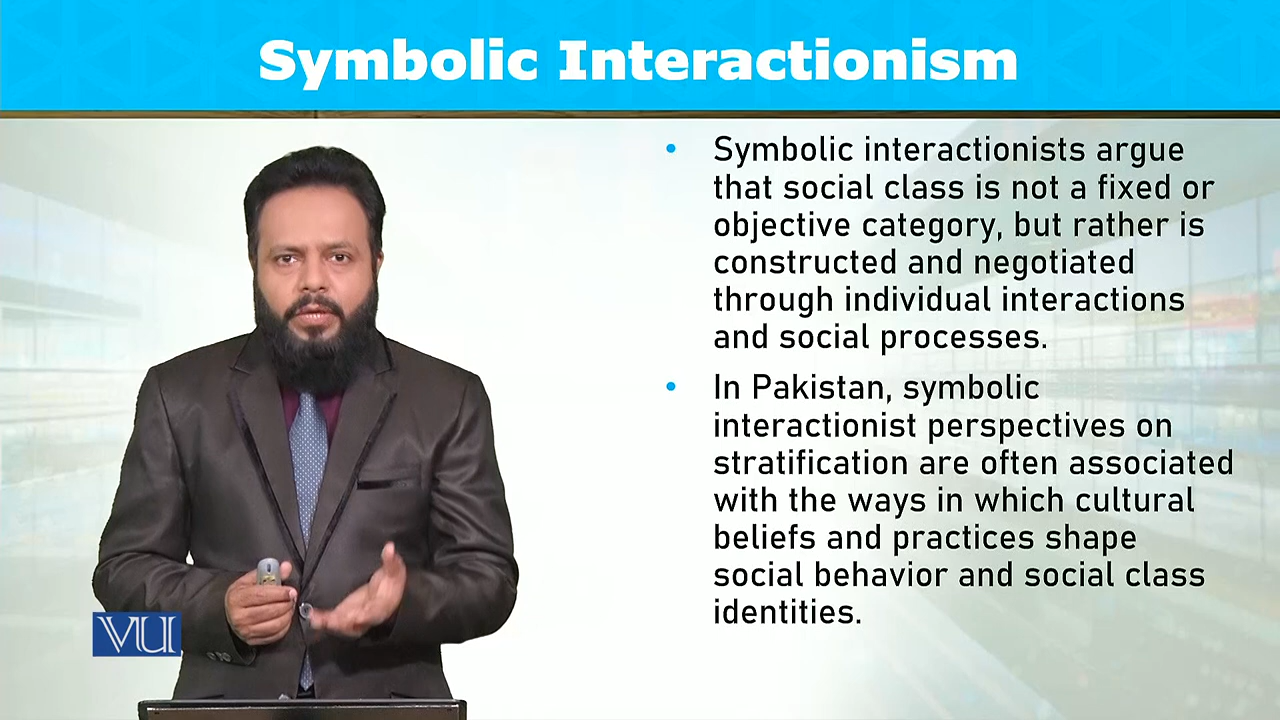 Symbolic Interactionism
• Symbolic interactionists argue
that social class is not a fixed or
objective category, but rather is
constructed and negotiated
through individual interactions
and social processes.
• In Pakistan, symbolic
interactionist perspectives on
stratification are often associated
with the ways in which cultural
beliefs and practices shape
social behavior and social class
identities.
VU